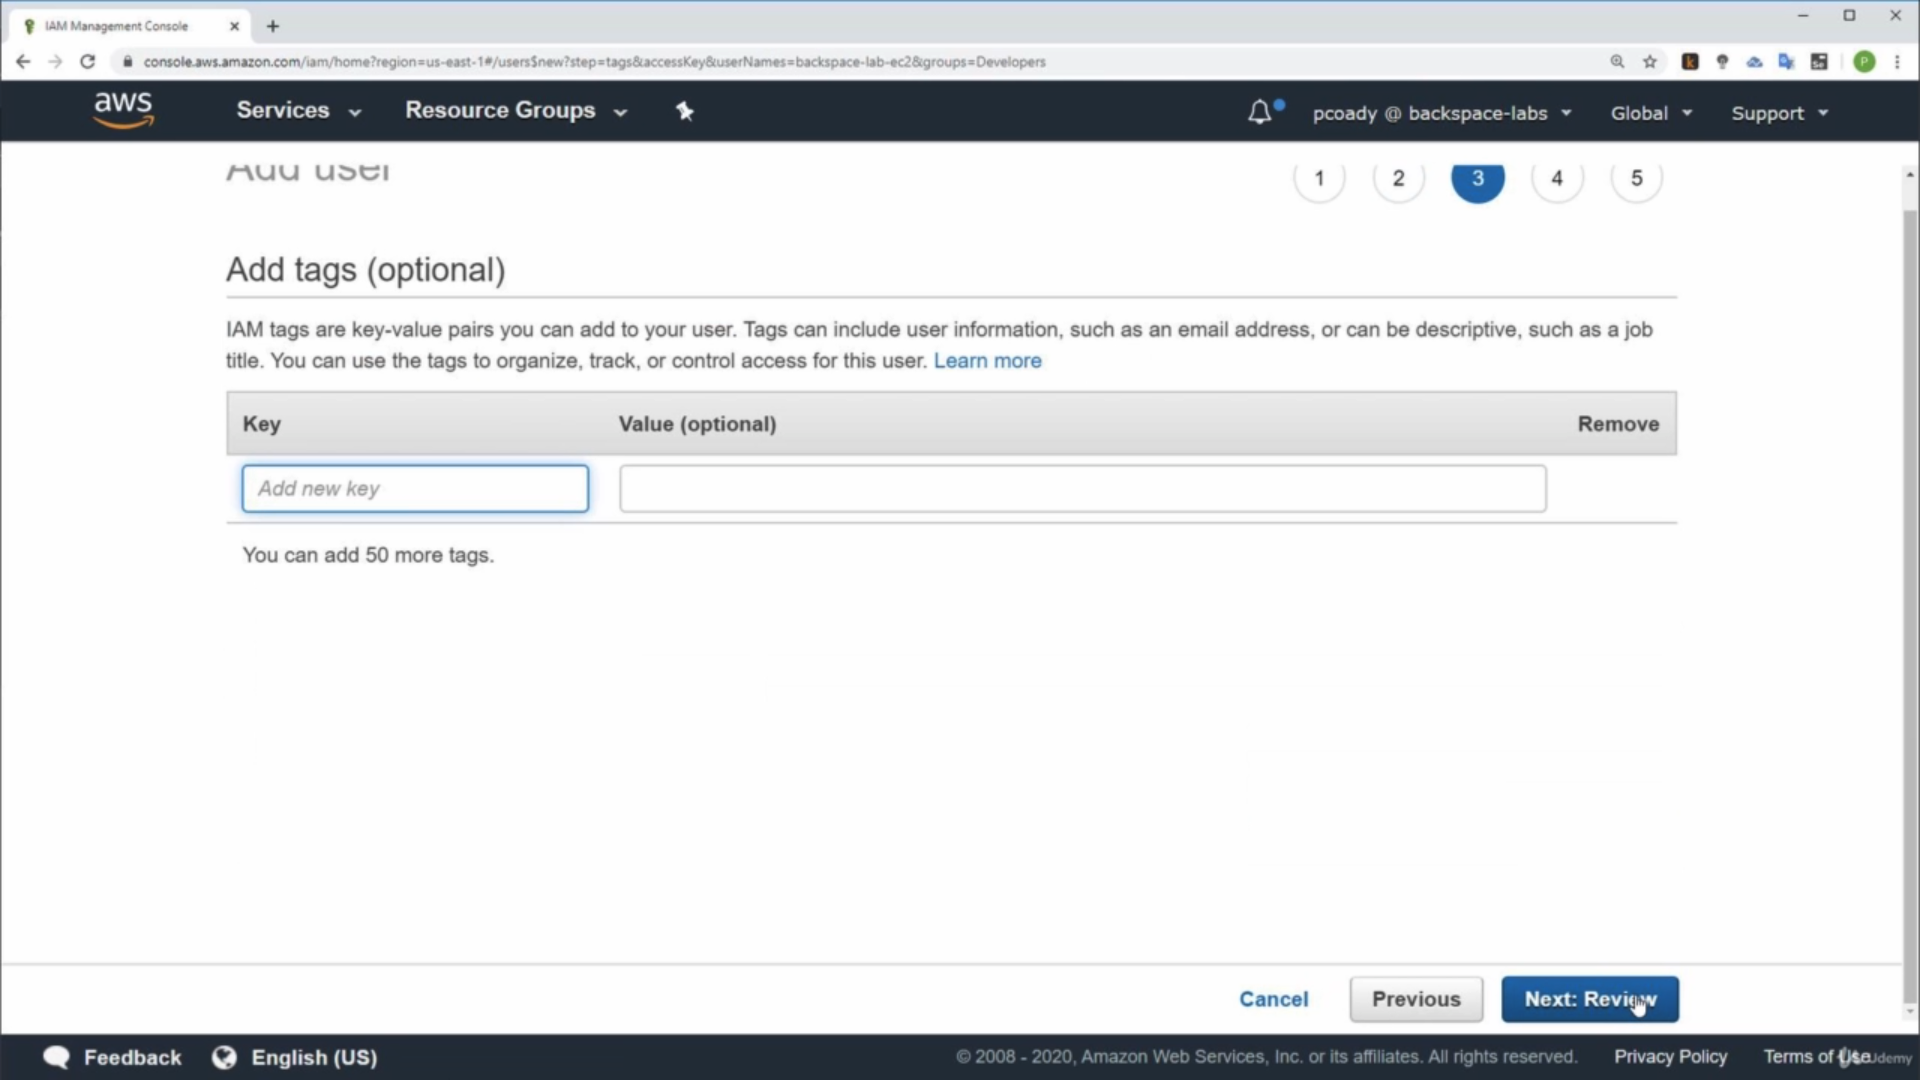 IAM Management Console
console.aws.amazon.com/iam/home?region=us-east-1#/users$new?step=tags&accessKey&userNames=backspace-lab-ec2&groups=Developers
aws Services Resource Groups pcoady @ backspace-labs Global Support
Add user 1 2 3 4 5
Add tags (optional)
IAM tags are key-value pairs you can add to your user. Tags can include user information, such as an email address, or can be descriptive, such as a job
title. You can use the tags to organize, track, or control access for this user. Learn more
Key Value (optional) Remove
Add new key
You can add 50 more tags.
Cancel Previous Next: Review
Feedback English (US) © 2008 - 2020, Amazon Web Services, Inc. or its affiliates. All rights reserved. Privacy Policy Terms of Use
Udemy